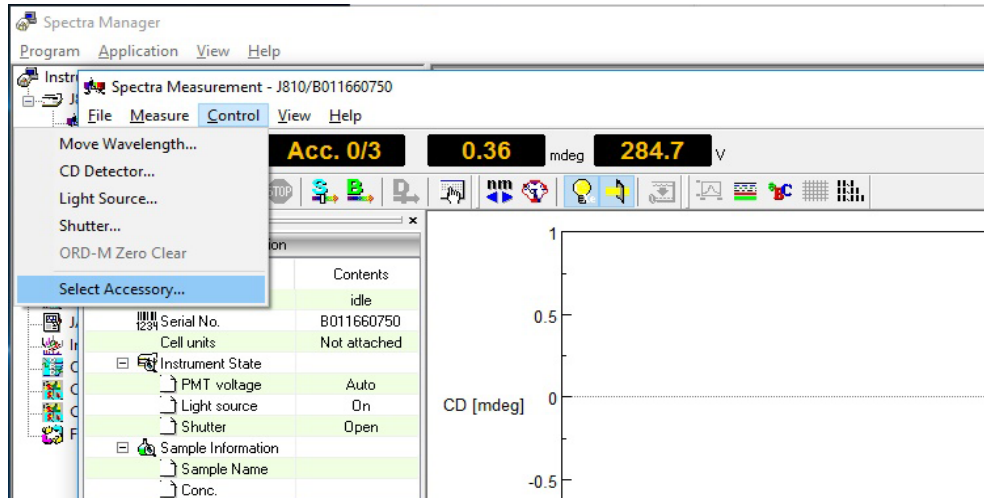 Spectra Manager
Program Application View Help
Instr
Spectra Measurement - J810/B011660750
File Measure Control View Help
Move Wavelength...
CD Detector...
Light Source...
Shutter...
ORD-M Zero Clear
Select Accessory...
Acc. 0/3 0.36 mdeg 284.7 V
STOP S.. B.. nm
ion
Contents
idle
Serial No. B011660750
Cell units Not attached
Instrument State
PMT voltage Auto
Light source On
Shutter Open
Sample Information
Sample Name
Conc.
1
0.5
CD [mdeg] 0
-0.5